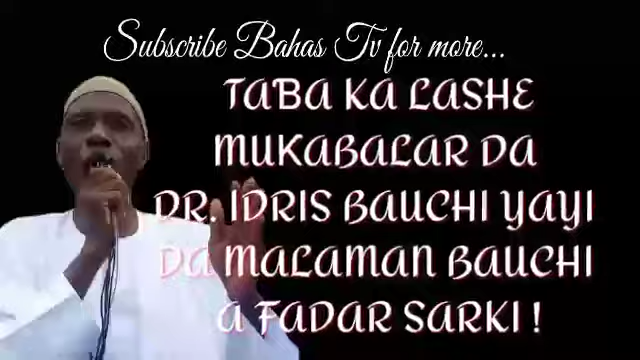 Subscribe Bahas Tv for more...
TABA KA LASHE
MUKABALAR DA
DR. IDRIS BAUCHI YAYI
DA MALAMAN BAUCHI
A FADAR SARKI !